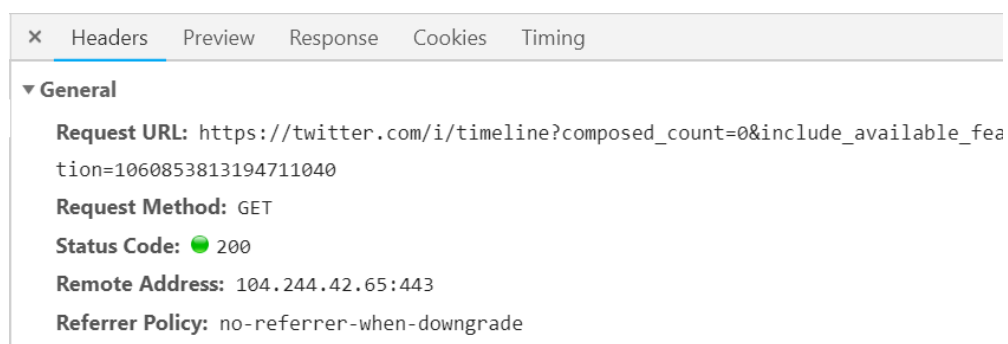 × Headers Preview Response Cookies Timing
▼ General
Request URL: https://twitter.com/i/timeline?composed_count=0&include_available_fea
tion=1060853813194711040
Request Method: GET
Status Code: 200
Remote Address: 104.244.42.65:443
Referrer Policy: no-referrer-when-downgrade